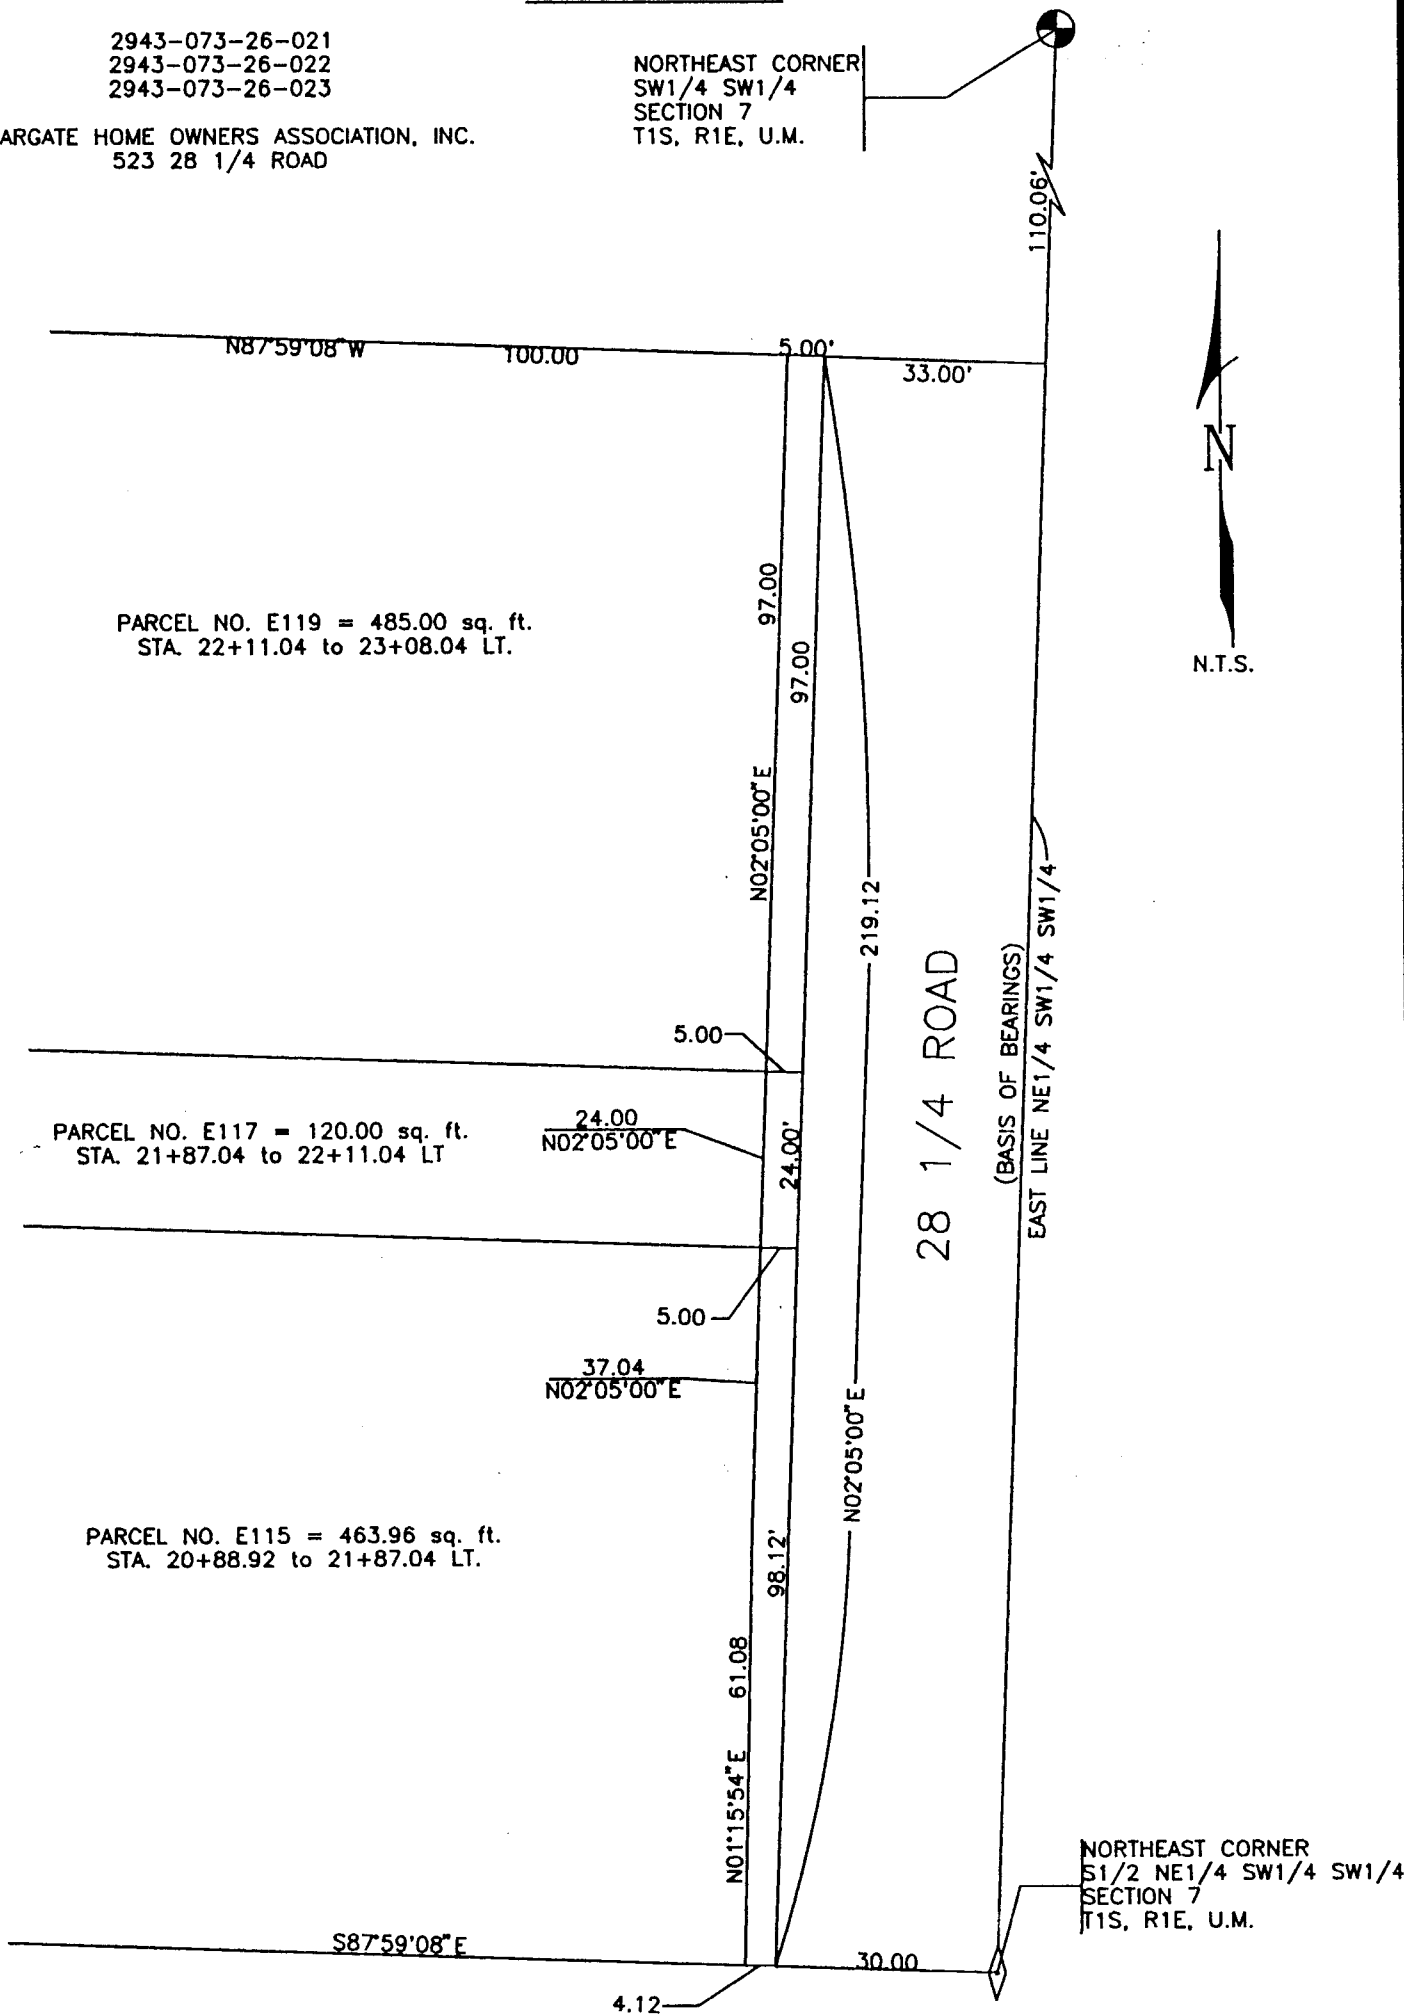 2943-073-26-021
2943-073-26-022
2943-073-26-023
ARGATE HOME OWNERS ASSOCIATION, INC.
523 28 1/4 ROAD
NORTHEAST CORNER
SW1/4 SW1/4
SECTION 7
T1S, R1E, U.M.
110.06'
N87°59'08"W
100.00
5.00'
33.00'
N
N.T.S.
97.00
97.00
N02°05'00"E
PARCEL NO. E119 = 485.00 sq. ft.
STA. 22+11.04 to 23+08.04 LT.
219.12
28 1/4 ROAD
(BASIS OF BEARINGS)
EAST LINE NE1/4 SW1/4 SW1/4
5.00
PARCEL NO. E117 = 120.00 sq. ft.
STA. 21+87.04 to 22+11.04 LT
24.00
N02°05'00"E
24.00'
5.00
37.04
N02°05'00"E
N02°05'00"E
PARCEL NO. E115 = 463.96 sq. ft.
STA. 20+88.92 to 21+87.04 LT.
98.12'
61.08
N01°15'54"E
NORTHEAST CORNER
S1/2 NE1/4 SW1/4 SW1/4
SECTION 7
T1S, R1E, U.M.
S87°59'08"E
30.00
4.12